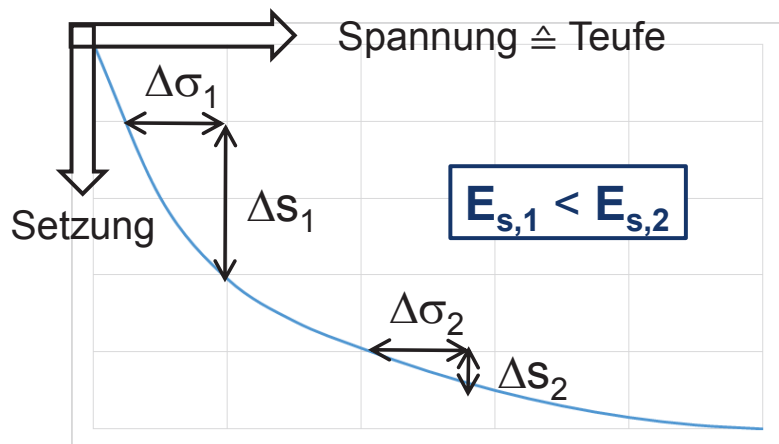 Spannung ≙ Teufe
Δσ₁
Δs₁
Setzung
Eₛ,₁ < Eₛ,₂
Δσ₂
Δs₂